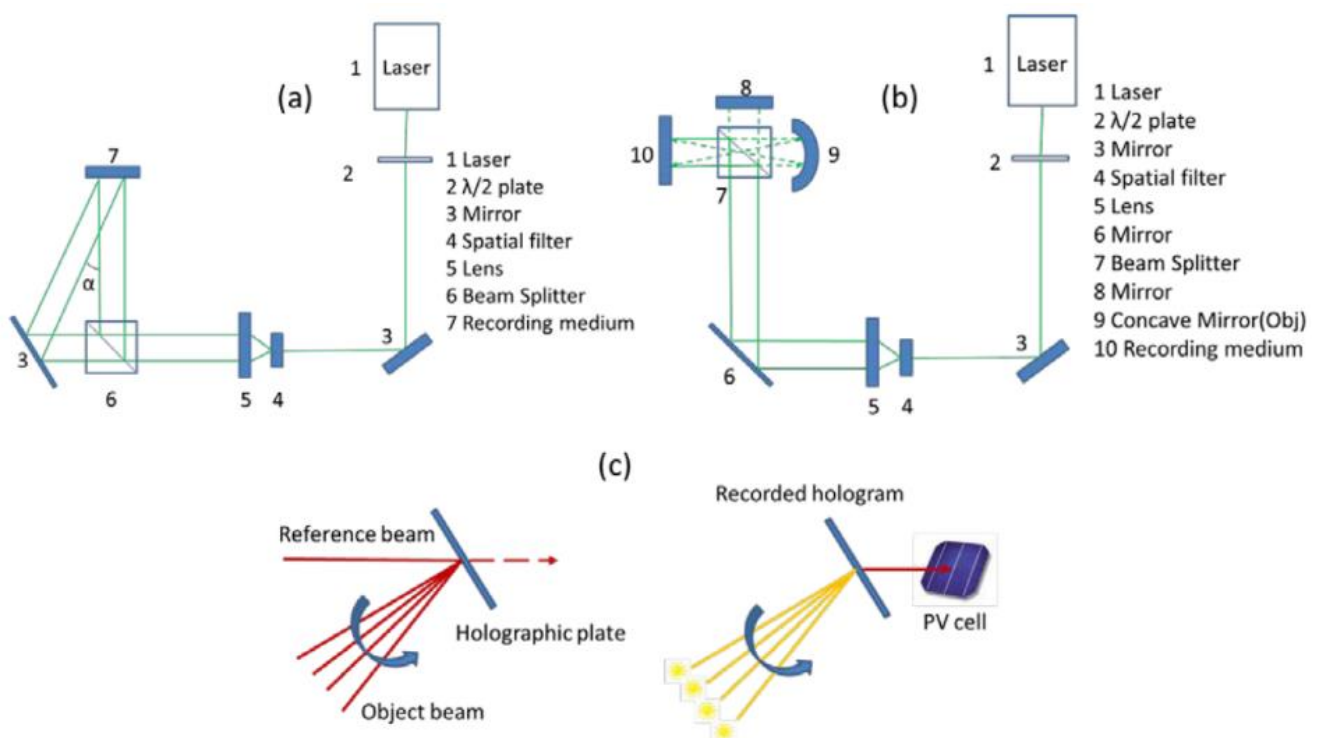 (a)
1
Laser
2
7
α
3
6
5
4
3
1 Laser
2 λ/2 plate
3 Mirror
4 Spatial filter
5 Lens
6 Beam Splitter
7 Recording medium
(b)
1
Laser
2
8
10
9
7
6
5
4
3
1 Laser
2 λ/2 plate
3 Mirror
4 Spatial filter
5 Lens
6 Mirror
7 Beam Splitter
8 Mirror
9 Concave Mirror(Obj)
10 Recording medium
(c)
Reference beam
Holographic plate
Object beam
Recorded hologram
PV cell